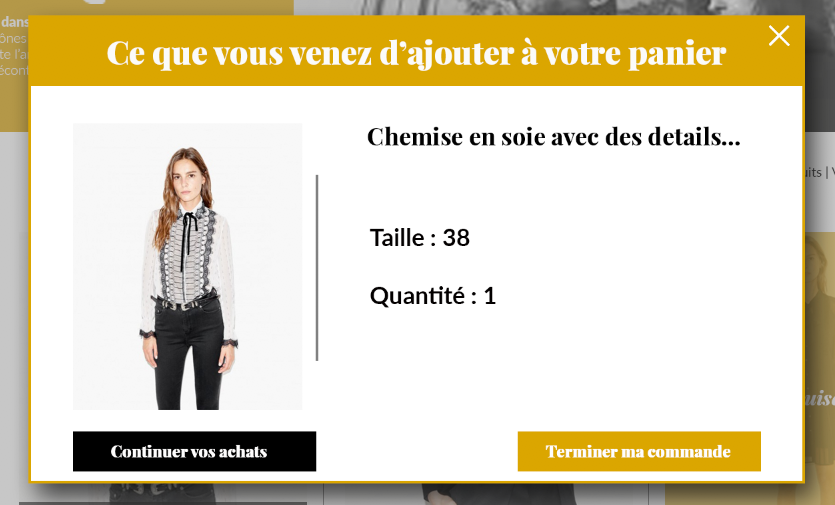 dans
Ce que vous venez d’ajouter à votre panier
Chemise en soie avec des details...
Taille : 38
Quantité : 1
Continuer vos achats
Terminer ma commande